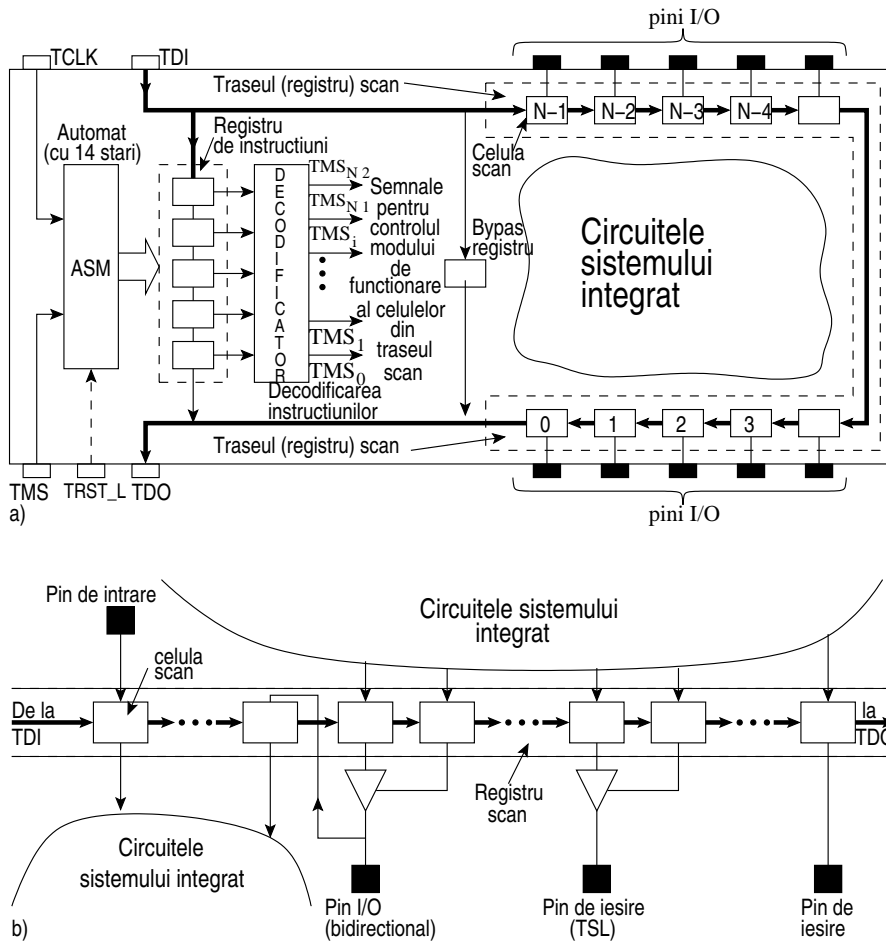 pini I/O
TCLK
TDI
Traseul (registru) scan
N-1
N-2
N-3
N-4
Automat
(cu 14 stari)
Registru
de instructiuni
Celula
scan
ASM
DECODIFICATOR
TMS N 2
TMS N 1
TMS i
TMS 1
TMS 0
Semnale
pentru
controlul
modului
de
functionare
al celulelor
din
traseul
scan
Bypas
registru
Circuitele
sistemului
integrat
Decodificarea
instructiunilor
Traseul (registru) scan
0
1
2
3
TMS
TRST_L
TDO
pini I/O
a)
Pin de intrare
Circuitele sistemului
integrat
celula
scan
De la
TDI
la
TDO
Registru
scan
Circuitele
sistemului integrat
Pin I/O
(bidirectional)
Pin de iesire
(TSL)
Pin de
iesire
b)